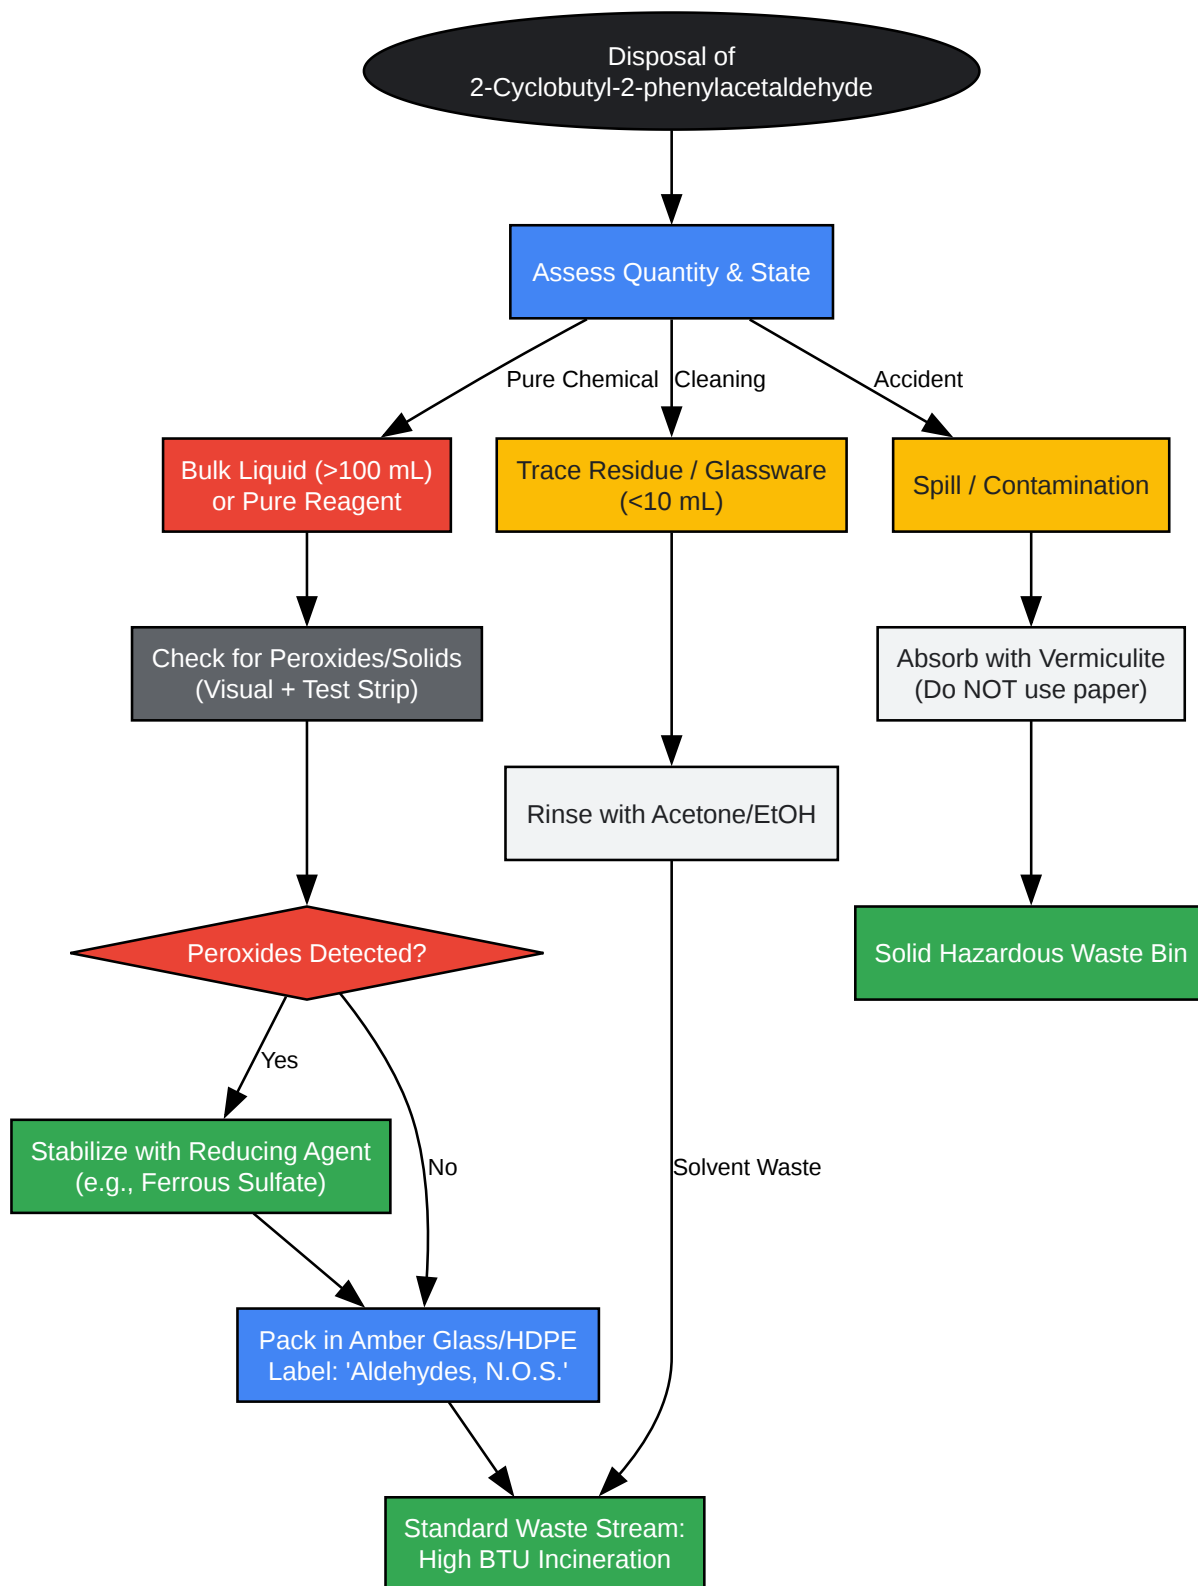 Disposal of
2-Cyclobutyl-2-phenylacetaldehyde
Assess Quantity & State
Pure Chemical
Cleaning
Accident
Bulk Liquid (>100 mL)
or Pure Reagent
Trace Residue / Glassware
(<10 mL)
Spill / Contamination
Check for Peroxides/Solids
(Visual + Test Strip)
Absorb with Vermiculite
(Do NOT use paper)
Rinse with Acetone/EtOH
Peroxides Detected?
Solid Hazardous Waste Bin
Yes
Stabilize with Reducing Agent
(e.g., Ferrous Sulfate)
No
Solvent Waste
Pack in Amber Glass/HDPE
Label: 'Aldehydes, N.O.S.'
Standard Waste Stream:
High BTU Incineration